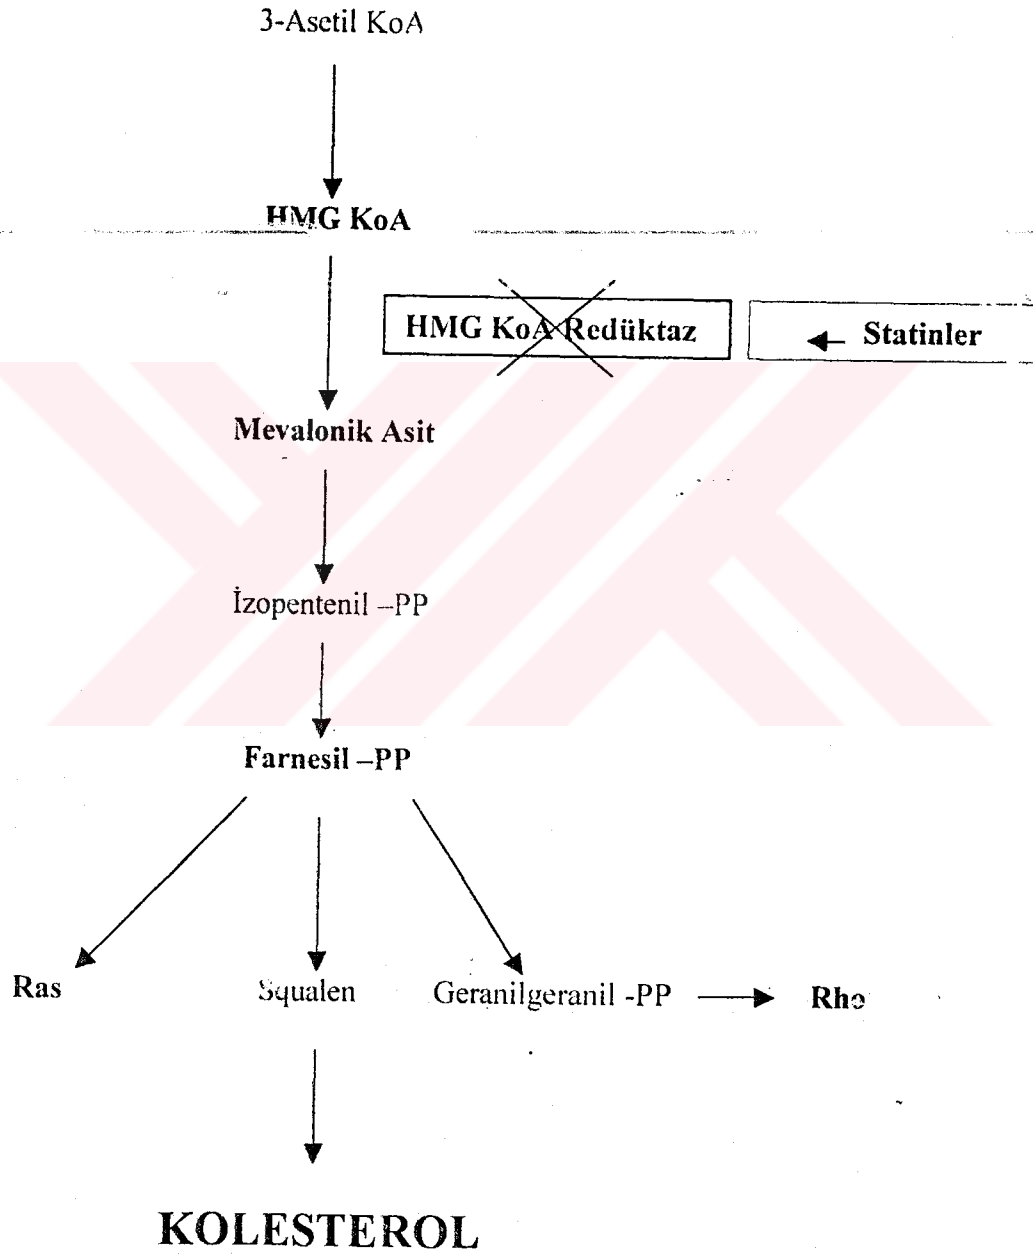 3-Asetil KoA
HMG KoA
HMG KoA Redüktaz
Statinler
Mevalonik Asit
İzopentenil –PP
Farnesil –PP
Ras
Squalen
Geranilgeranil -PP
Rho
KOLESTEROL